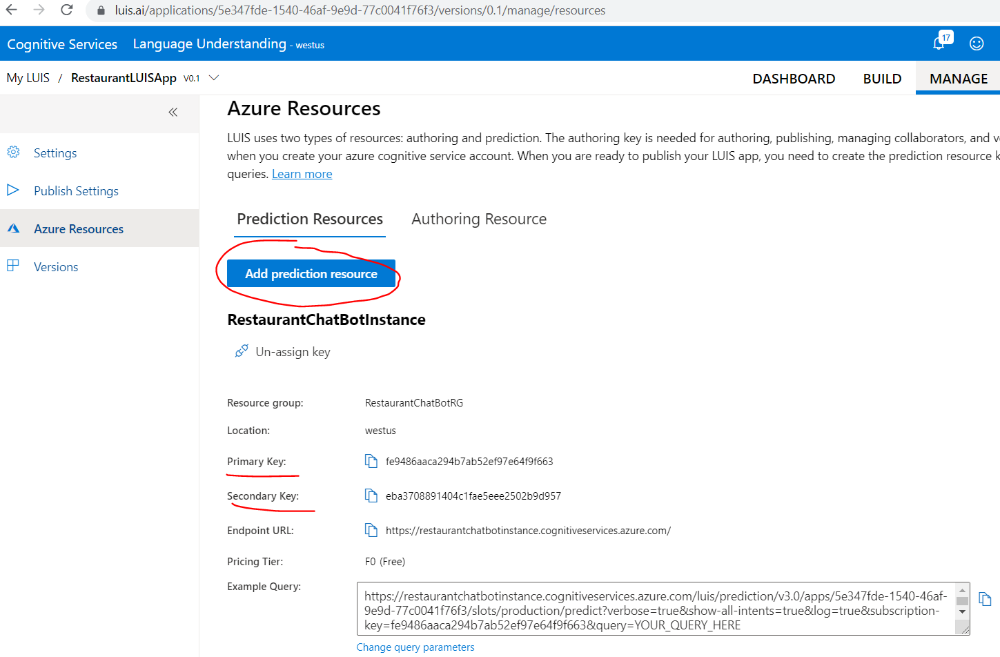 luis.ai/applications/5e347fde-1540-46af-9e9d-77c0041f76f3/versions/0.1/manage/resources
Cognitive Services Language Understanding - westus 17
My LUIS / RestaurantLUISApp V0.1 DASHBOARD BUILD MANAGE
Azure Resources
LUIS uses two types of resources: authoring and prediction. The authoring key is needed for authoring, publishing, managing collaborators, and v
when you create your azure cognitive service account. When you are ready to publish your LUIS app, you need to create the prediction resource k
queries. Learn more
Settings
Publish Settings
Azure Resources
Versions
Prediction Resources Authoring Resource
Add prediction resource
RestaurantChatBotInstance
Un-assign key
Resource group: RestaurantChatBotRG
Location: westus
Primary Key: fe9486aaca294b7ab52ef97e64f9f663
Secondary Key: eba3708891404c1fae5eee2502b9d957
Endpoint URL: https://restaurantchatbotinstance.cognitiveservices.azure.com/
Pricing Tier: F0 (Free)
Example Query:
https://restaurantchatbotinstance.cognitiveservices.azure.com/luis/prediction/v3.0/apps/5e347fde-1540-46af-
9e9d-77c0041f76f3/slots/production/predict?verbose=true&show-all-intents=true&log=true&subscription-
key=fe9486aaca294b7ab52ef97e64f9f663&query=YOUR_QUERY_HERE
Change query parameters